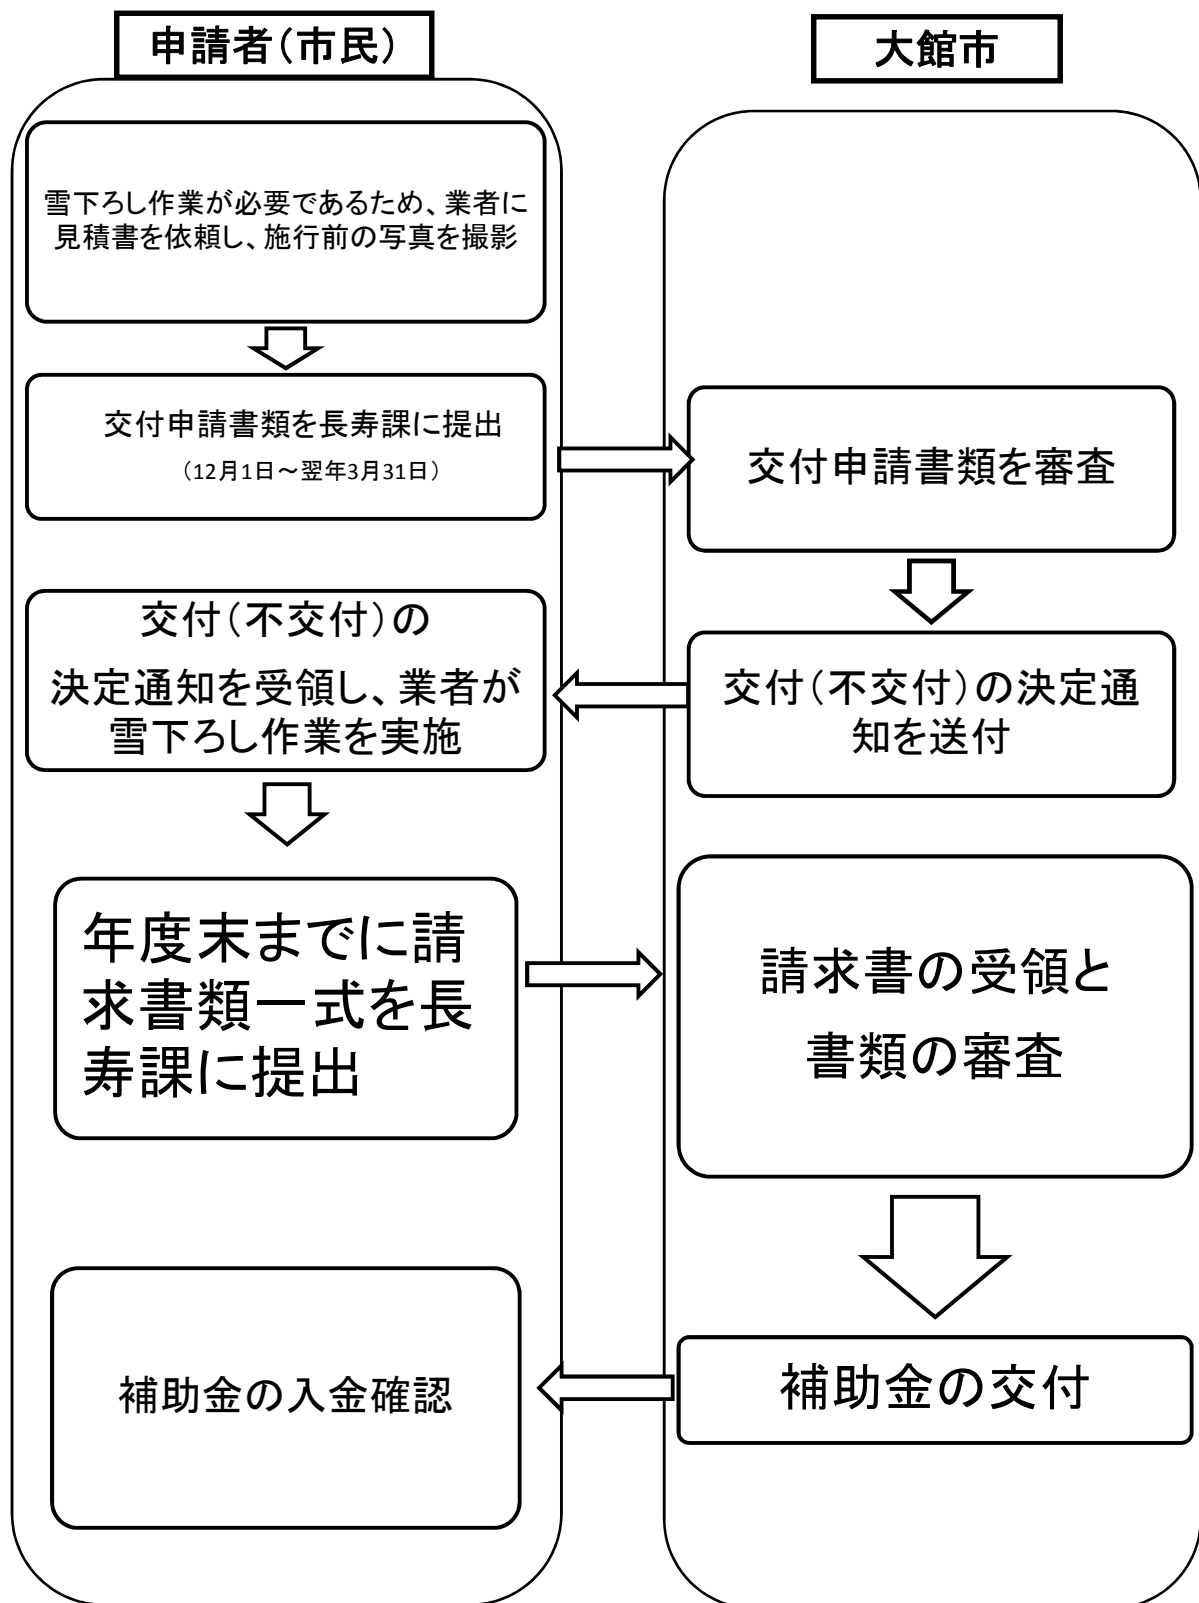 申請者（市民）
大館市
雪下ろし作業が必要であるため、業者に
見積書を依頼し、施行前の写真を撮影
交付申請書類を長寿課に提出
（12月1日～翌年3月31日）
交付申請書類を審査
交付（不交付）の
決定通知を受領し、業者が
雪下ろし作業を実施
交付（不交付）の決定通
知を送付
年度末までに請
求書類一式を長
寿課に提出
請求書の受領と
書類の審査
補助金の入金確認
補助金の交付